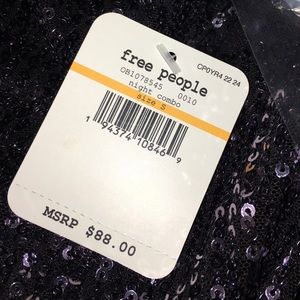 CP0YR4 22 24
free people
OB1078545 0010
night combo
size S
1 94374 10846 9
MSRP $88.00